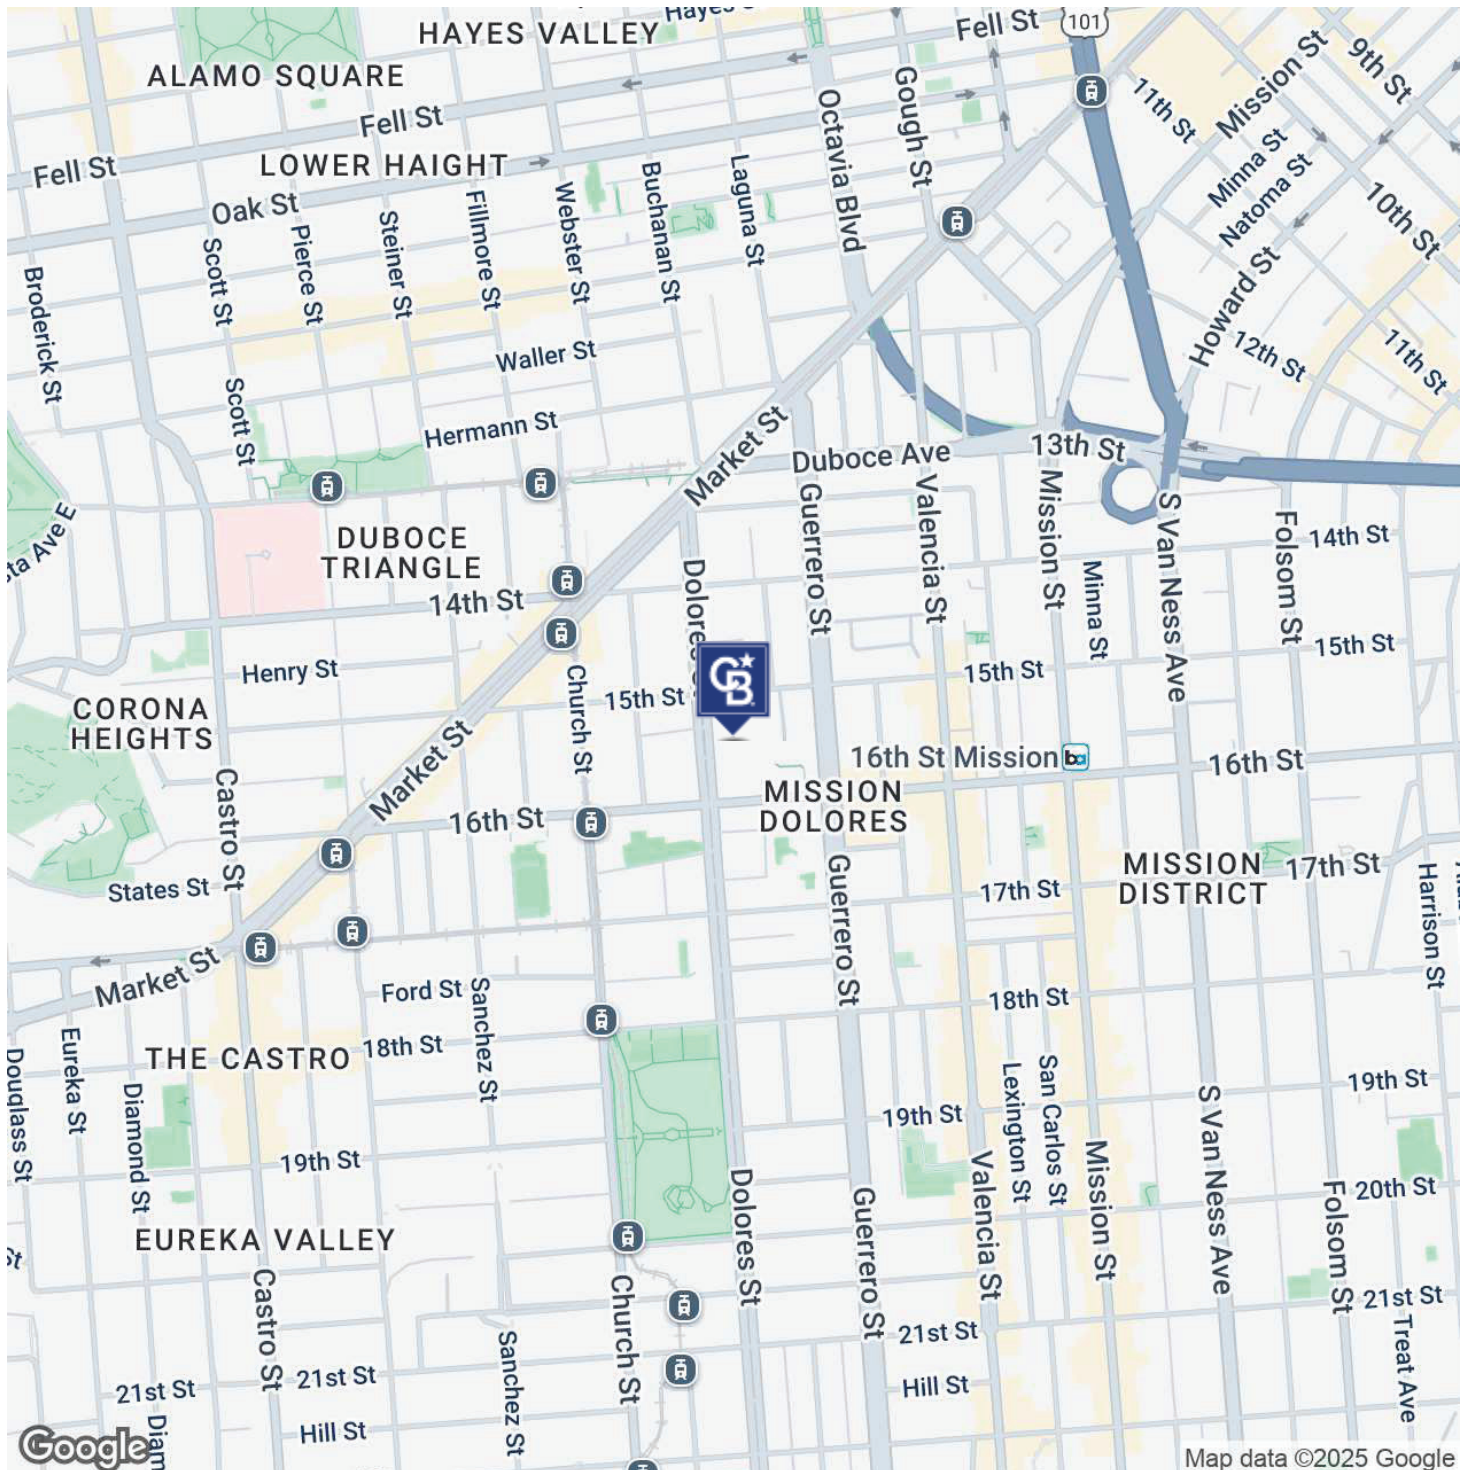 HAYES VALLEY
Fell St
101
ALAMO SQUARE
Gough St
Mission St
9th St
11th St
Fell St
Octavia Blvd
Minna St
Fell St
LOWER HAIGHT
Natoma St
10th St
Oak St
Buchanan St
Laguna St
Webster St
Fillmore St
Steiner St
Pierce St
Scott St
Broderick St
Howard St
12th St
11th St
Waller St
Scott St
Hermann St
Market St
Duboce Ave
13th St
Valencia St
Mission St
S Van Ness Ave
Guerrero St
Folsom St
14th St
DUBOCE
TRIANGLE
14th St
Dolores St
Minna St
15th St
Henry St
15th St
15th St
Church St
CB
CORONA
HEIGHTS
Market St
16th St Mission
ba
16th St
Castro St
16th St
MISSION
DOLORES
MISSION
DISTRICT
17th St
Harrison St
States St
17th St
Guerrero St
Market St
Ford St
Sanchez St
18th St
THE CASTRO
18th St
Eureka St
Douglass St
Diamond St
Lexington St
San Carlos St
19th St
S Van Ness Ave
19th St
19th St
Mission St
Valencia St
Dolores St
Guerrero St
20th St
Folsom St
EUREKA VALLEY
Castro St
Church St
21st St
21st St
Sanchez St
Treat Ave
21st St
21st St
Hill St
Hill St
Google
Map data ©2025 Google